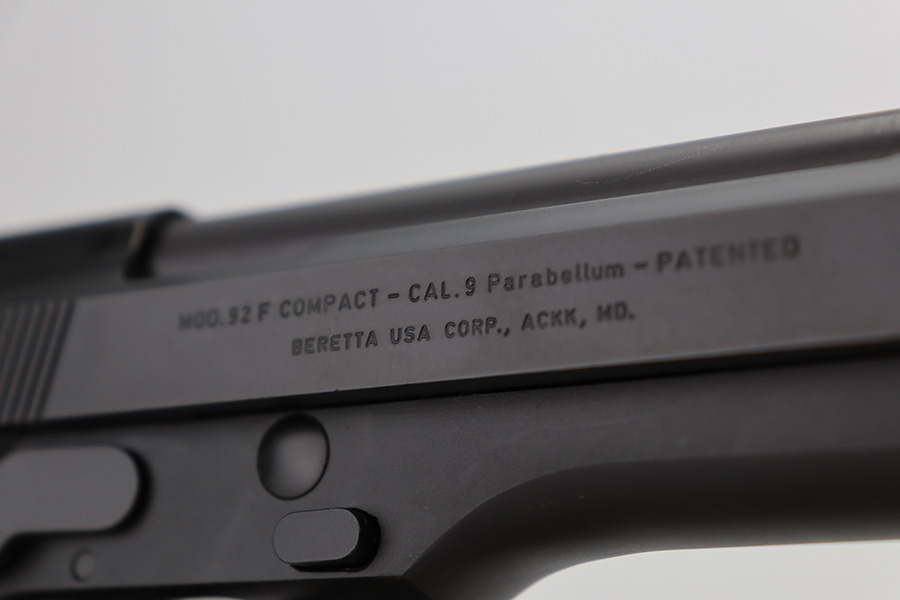 MOD.92 F COMPACT - CAL.9 Parabellum - PATENTED
BERETTA USA CORP., ACKK, MD.